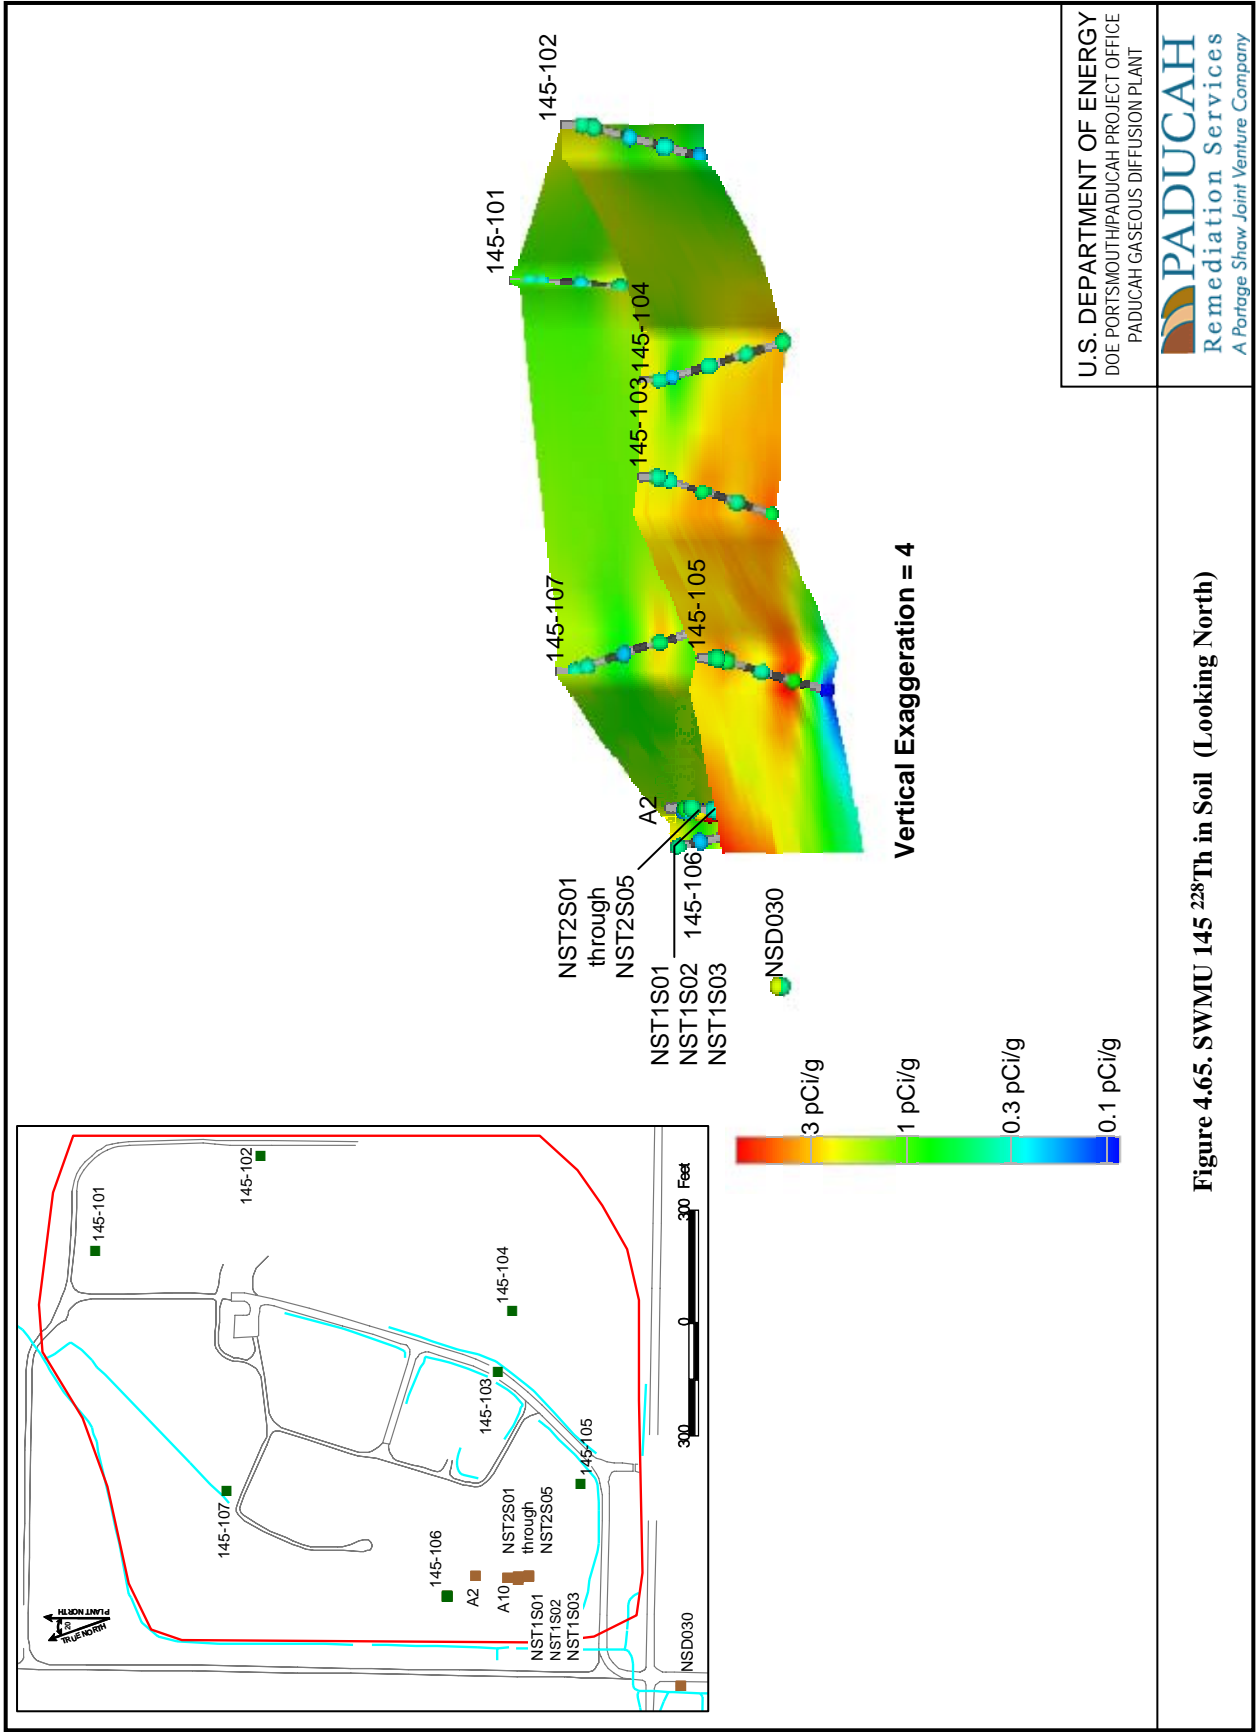 145-101
145-102
145-107
145-104
145-103
145-105
145-106
A2
A10
NST2S01
through
NST2S05
NST1S01
NST1S02
NST1S03
NSD030
PLANT NORTH
TRUE NORTH
20
300 0 300 Feet
145-102
145-101
145-104
145-103
145-107
145-105
A2
NST2S01
through
NST2S05
145-106
NST1S01
NST1S02
NST1S03
NSD030
Vertical Exaggeration = 4
3 pCi/g
1 pCi/g
0.3 pCi/g
0.1 pCi/g
U.S. DEPARTMENT OF ENERGY
DOE PORTSMOUTH/PADUCAH PROJECT OFFICE
PADUCAH GASEOUS DIFFUSION PLANT
PADUCAH
Remediation Services
A Portage Shaw Joint Venture Company
Figure 4.65. SWMU 145 ²²⁸Th in Soil (Looking North)